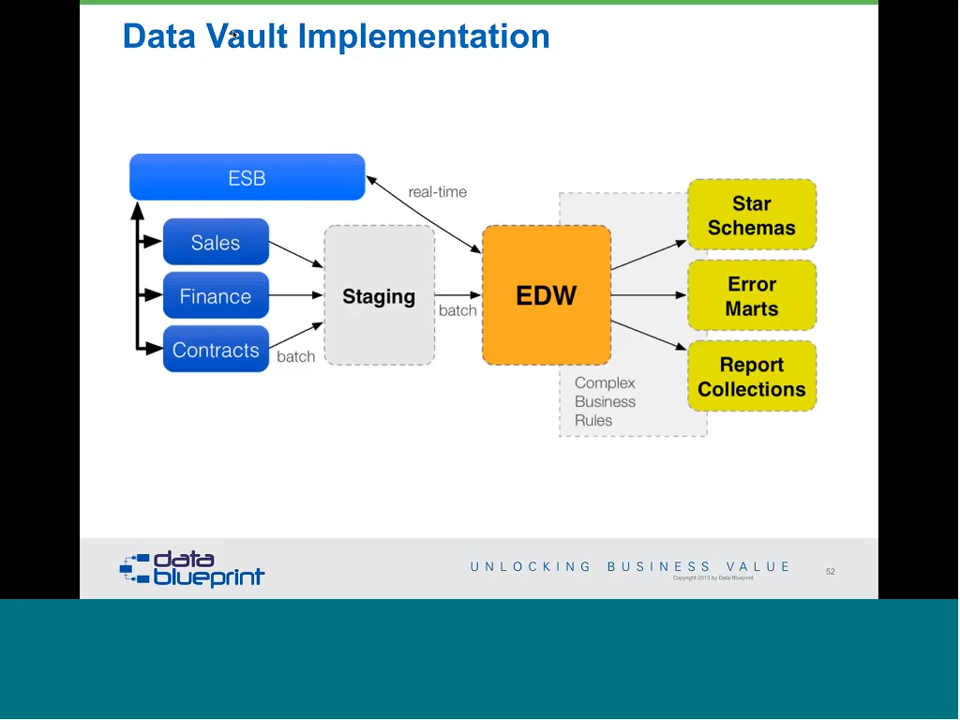 Data Vault Implementation
ESB
real-time
Sales
Finance
Contracts
batch
Staging
batch
EDW
Complex
Business
Rules
Star
Schemas
Error
Marts
Report
Collections
data
blueprint
UNLOCKING BUSINESS VALUE
Copyright 2013 by Data Blueprint
52